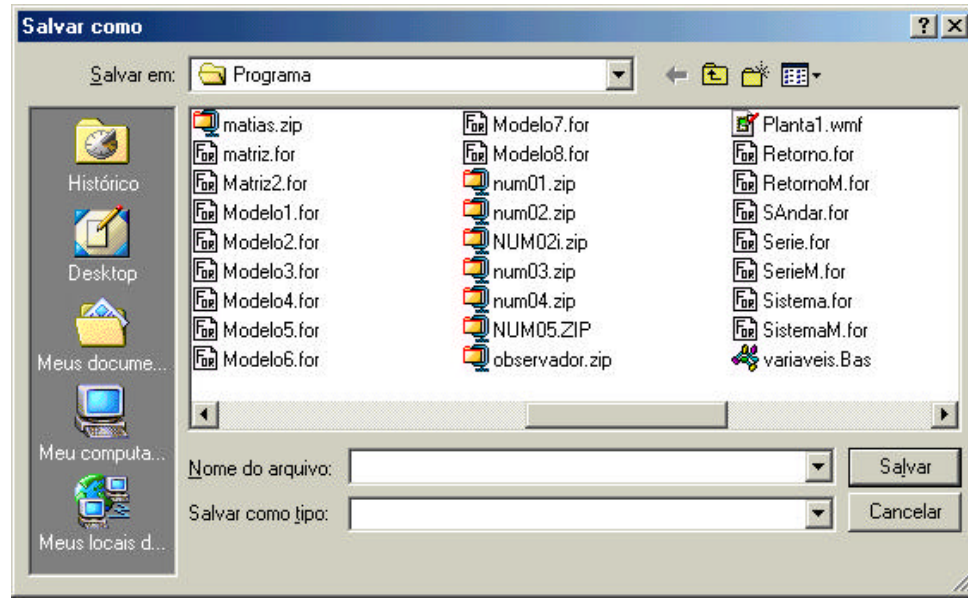 Salvar como
Salvar em: Programa
Histórico
Desktop
Meus docume...
Meu computa...
Meus locais d...
matias.zip
matriz.for
Matriz2.for
Modelo1.for
Modelo2.for
Modelo3.for
Modelo4.for
Modelo5.for
Modelo6.for
Modelo7.for
Modelo8.for
num01.zip
num02.zip
NUM02i.zip
num03.zip
num04.zip
NUM05.ZIP
observador.zip
Planta1.wmf
Retorno.for
RetornoM.for
SAndar.for
Serie.for
SerieM.for
Sistema.for
SistemaM.for
variaveis.Bas
Nome do arquivo:
Salvar
Salvar como tipo:
Cancelar